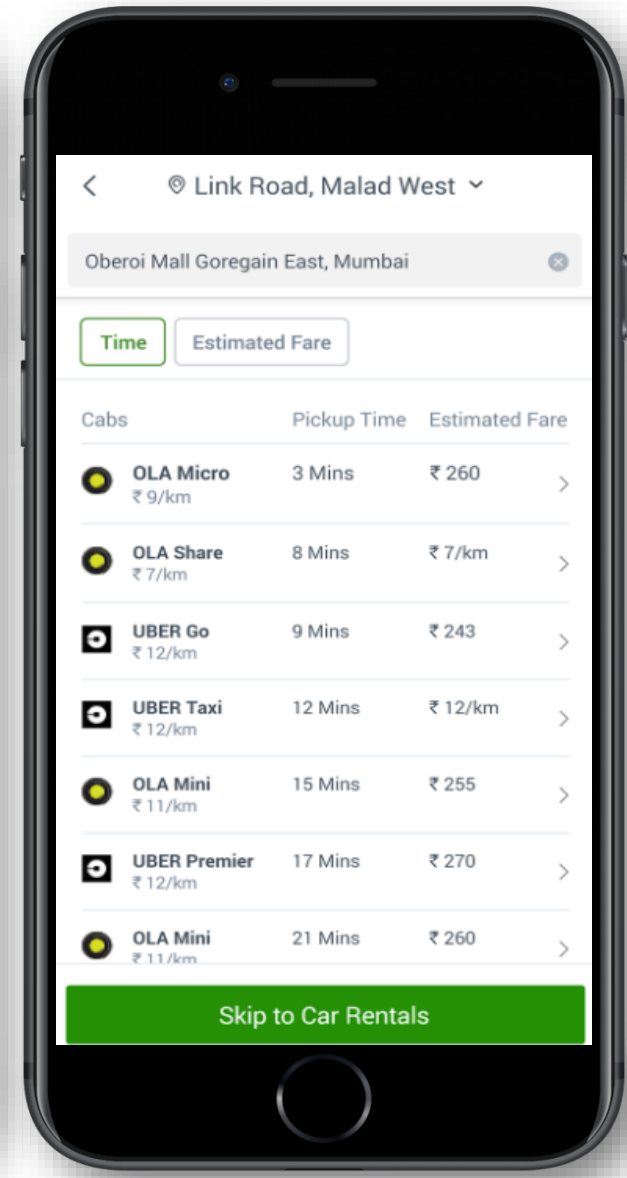 Link Road, Malad West
Oberoi Mall Goregain East, Mumbai
Time Estimated Fare
Cabs Pickup Time Estimated Fare
OLA Micro 3 Mins ₹ 260
₹ 9/km
OLA Share 8 Mins ₹ 7/km
₹ 7/km
UBER Go 9 Mins ₹ 243
₹ 12/km
UBER Taxi 12 Mins ₹ 12/km
₹ 12/km
OLA Mini 15 Mins ₹ 255
₹ 11/km
UBER Premier 17 Mins ₹ 270
₹ 12/km
OLA Mini 21 Mins ₹ 260
₹ 11/km
Skip to Car Rentals